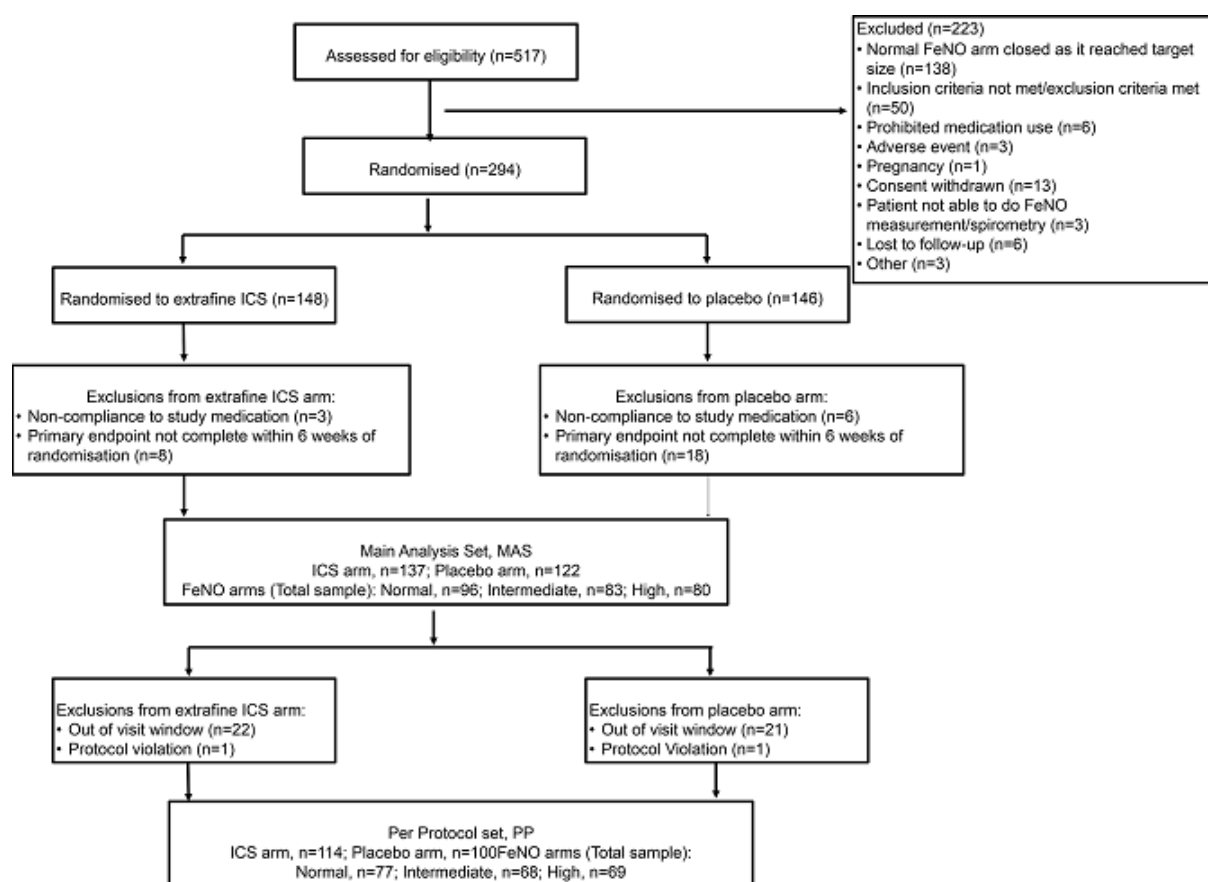 Assessed for eligibility (n=517)
Excluded (n=223)
• Normal FeNO arm closed as it reached target
size (n=138)
• Inclusion criteria not met/exclusion criteria met
(n=50)
• Prohibited medication use (n=6)
• Adverse event (n=3)
• Pregnancy (n=1)
• Consent withdrawn (n=13)
• Patient not able to do FeNO
measurement/spirometry (n=3)
• Lost to follow-up (n=6)
• Other (n=3)
Randomised (n=294)
Randomised to extrafine ICS (n=148)
Randomised to placebo (n=146)
Exclusions from extrafine ICS arm:
• Non-compliance to study medication (n=3)
• Primary endpoint not complete within 6 weeks of
randomisation (n=8)
Exclusions from placebo arm:
• Non-compliance to study medication (n=6)
• Primary endpoint not complete within 6 weeks of
randomisation (n=18)
Main Analysis Set, MAS
ICS arm, n=137; Placebo arm, n=122
FeNO arms (Total sample): Normal, n=96; Intermediate, n=83; High, n=80
Exclusions from extrafine ICS arm:
• Out of visit window (n=22)
• Protocol violation (n=1)
Exclusions from placebo arm:
• Out of visit window (n=21)
• Protocol Violation (n=1)
Per Protocol set, PP
ICS arm, n=114; Placebo arm, n=100FeNO arms (Total sample):
Normal, n=77; Intermediate, n=68; High, n=69